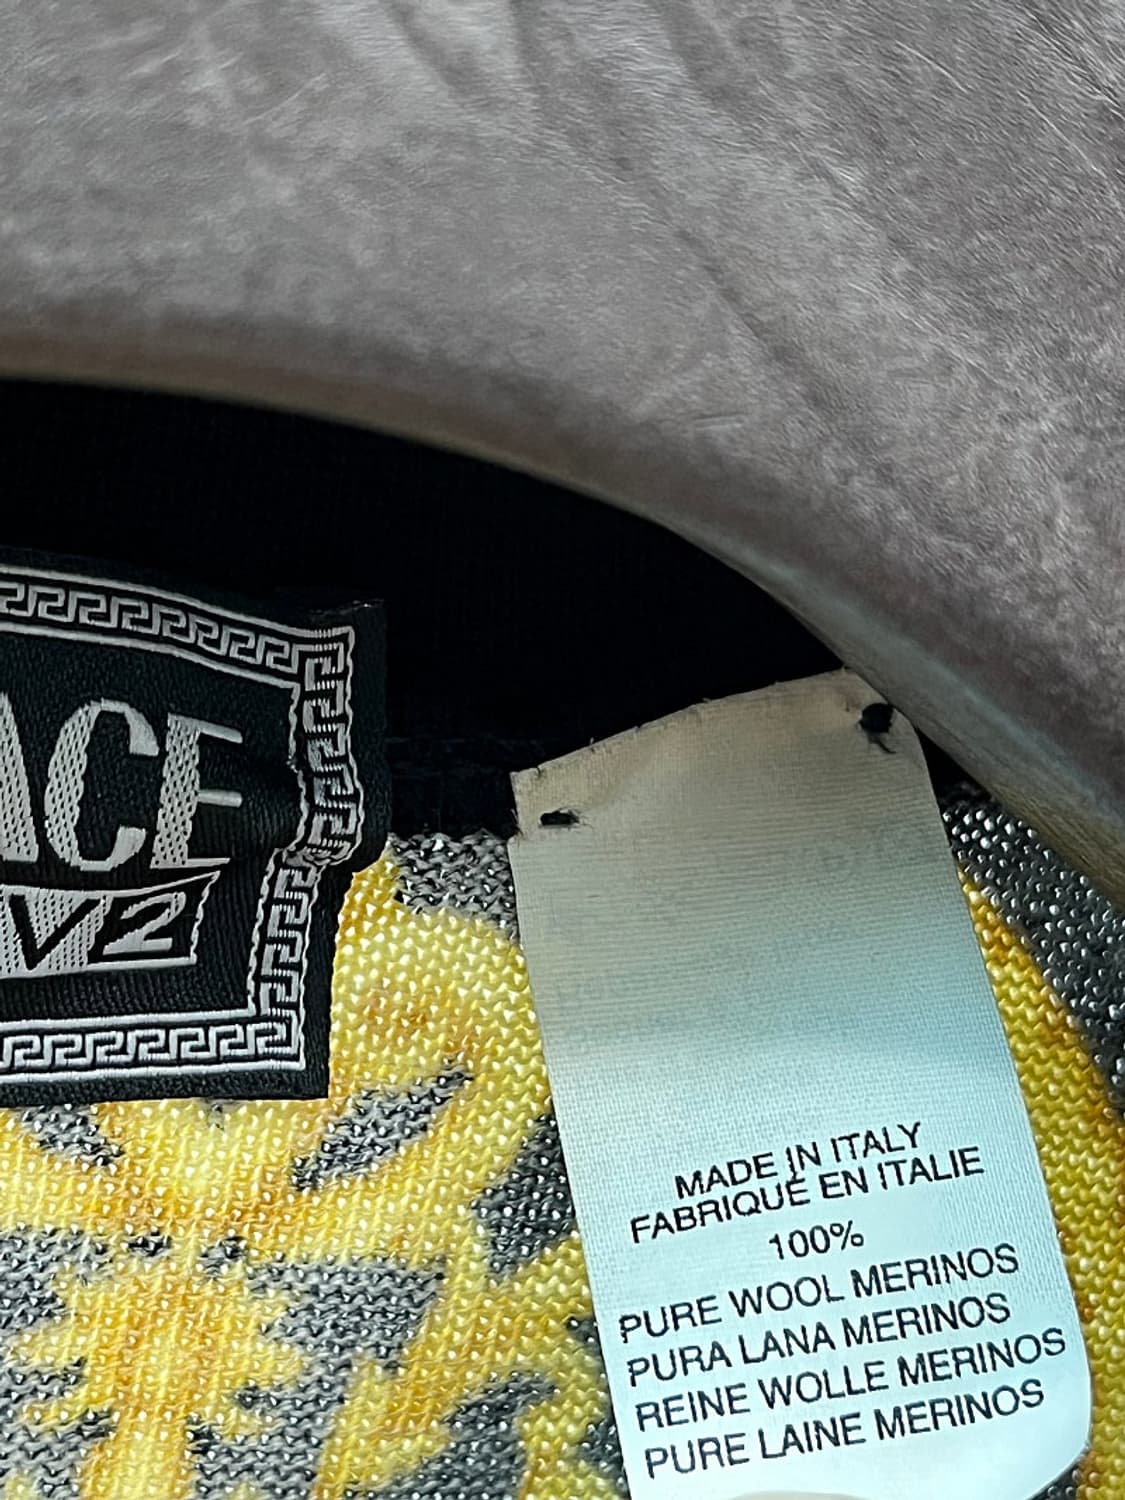 ACE
V2
MADE IN ITALY
FABRIQUÉ EN ITALIE
100%
PURE WOOL MERINOS
PURA LANA MERINOS
REINE WOLLE MERINOS
PURE LAINE MERINOS